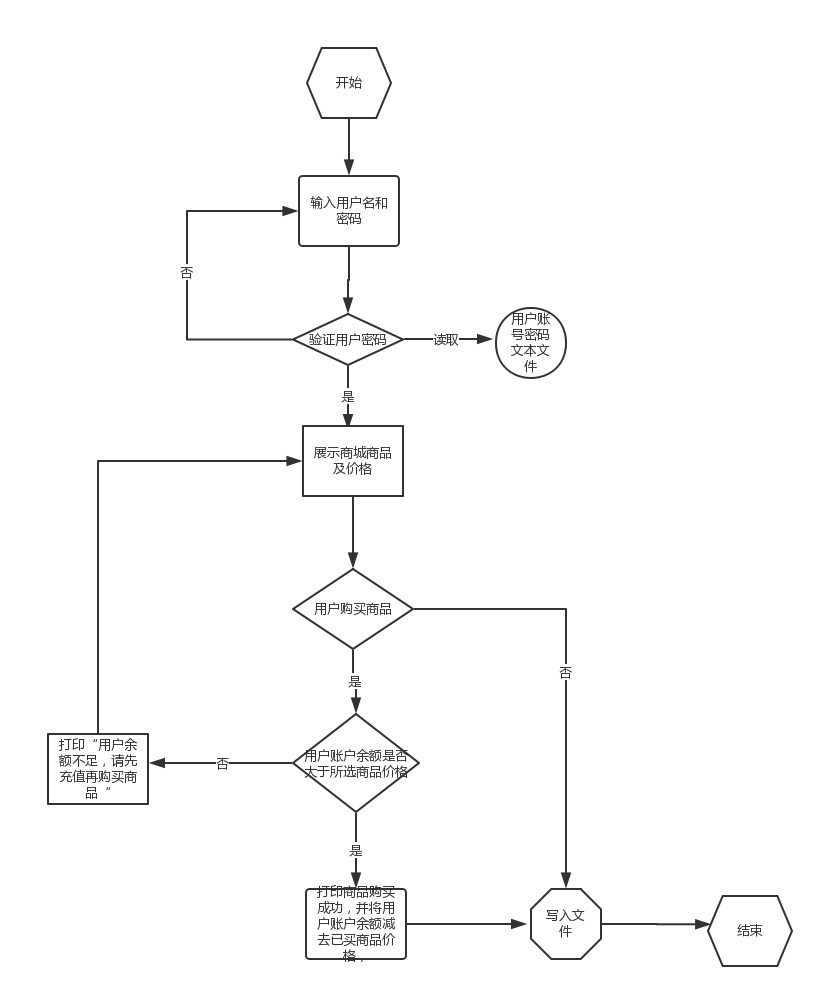 开始
输入用户名和
密码
否
验证用户密码
读取
用户账
号密码
文本文
件
是
展示商城商品
及价格
用户购买商品
否
是
打印“用户余
额不足，请先
充值再购买商
品“
否
用户账户余额是否
大于所选商品价格
是
打印商品购买
成功，并将用
户账户余额减
去已买商品价
格，
写入文
件
结束